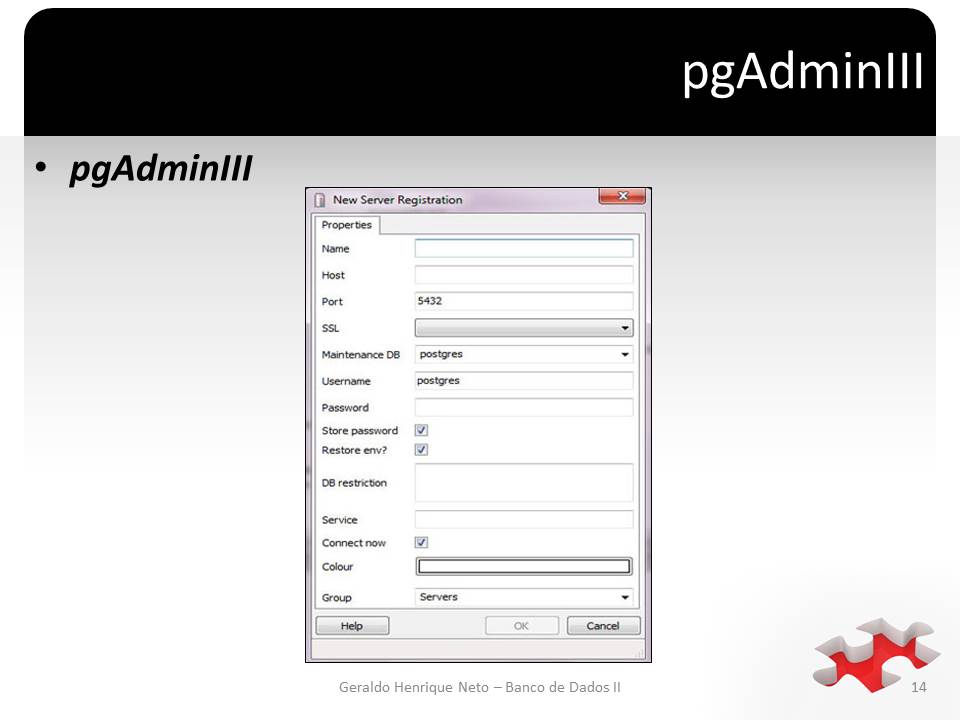 pgAdminIII
• pgAdminIII
New Server Registration
Properties
Name
Host
Port 5432
SSL
Maintenance DB postgres
Username postgres
Password
Store password
Restore env?
DB restriction
Service
Connect now
Colour
Group Servers
Help OK Cancel
Geraldo Henrique Neto – Banco de Dados II 14